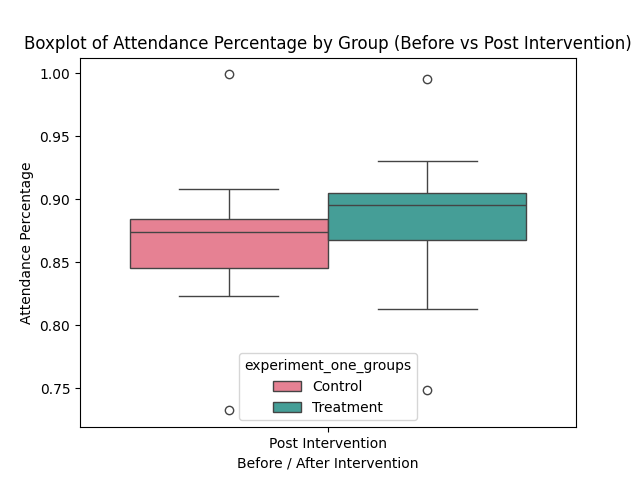 Boxplot of Attendance Percentage by Group (Before vs Post Intervention)
1.00
0.95
0.90
0.85
0.80
0.75
Attendance Percentage
experiment_one_groups
Control
Treatment
Post Intervention
Before / After Intervention